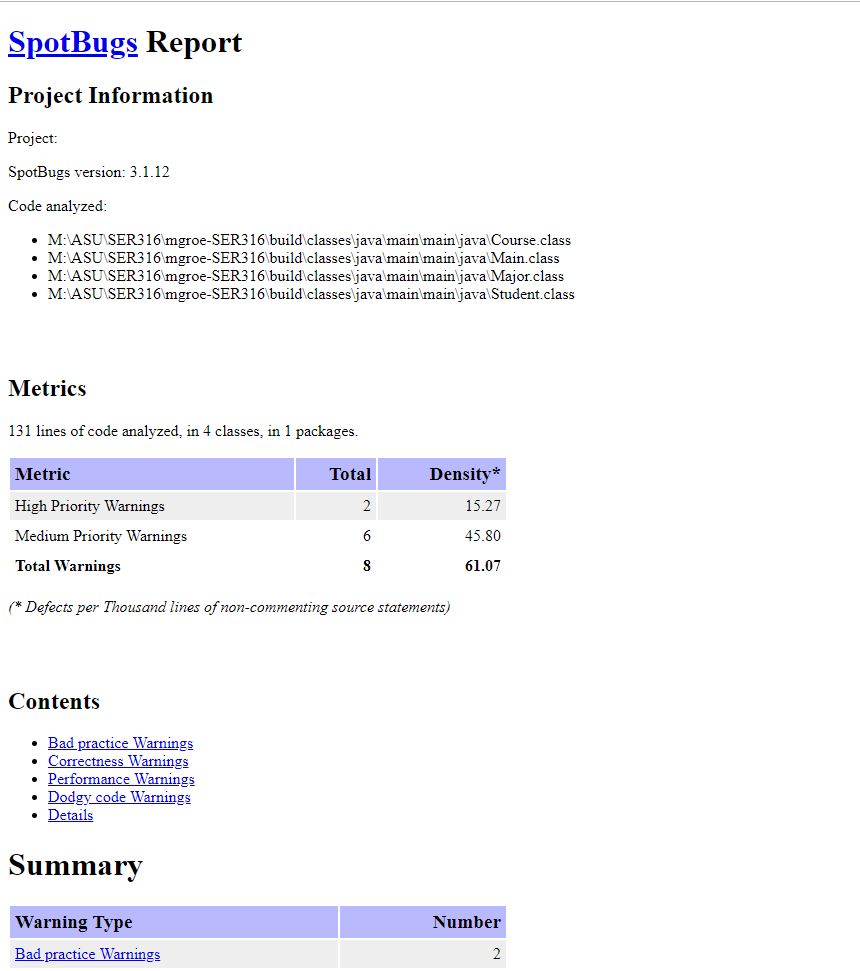 SpotBugs Report
Project Information
Project:
SpotBugs version: 3.1.12
Code analyzed:
M:\ASU\SER316\mgroe-SER316\build\classes\java\main\main\java\Course.class
M:\ASU\SER316\mgroe-SER316\build\classes\java\main\main\java\Main.class
M:\ASU\SER316\mgroe-SER316\build\classes\java\main\main\java\Major.class
M:\ASU\SER316\mgroe-SER316\build\classes\java\main\main\java\Student.class
Metrics
131 lines of code analyzed, in 4 classes, in 1 packages.
Metric Total Density*
High Priority Warnings 2 15.27
Medium Priority Warnings 6 45.80
Total Warnings 8 61.07
(* Defects per Thousand lines of non-commenting source statements)
Contents
Bad practice Warnings
Correctness Warnings
Performance Warnings
Dodgy code Warnings
Details
Summary
Warning Type Number
Bad practice Warnings 2